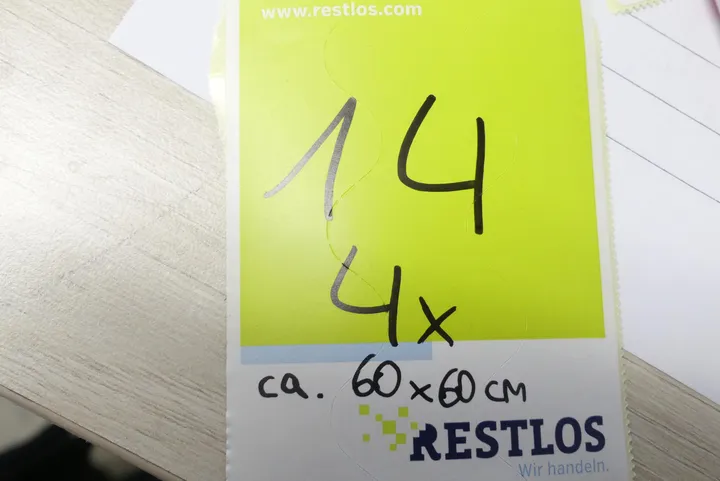 www.restlos.com
14
4x
ca. 60x60cm
RESTLOS
Wir handeln.